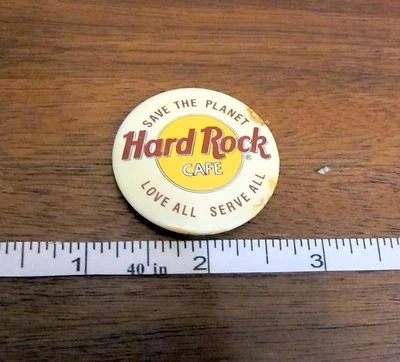 SAVE THE PLANET
Hard Rock
®
CAFE
LOVE ALL SERVE ALL
1 40 in 2 3